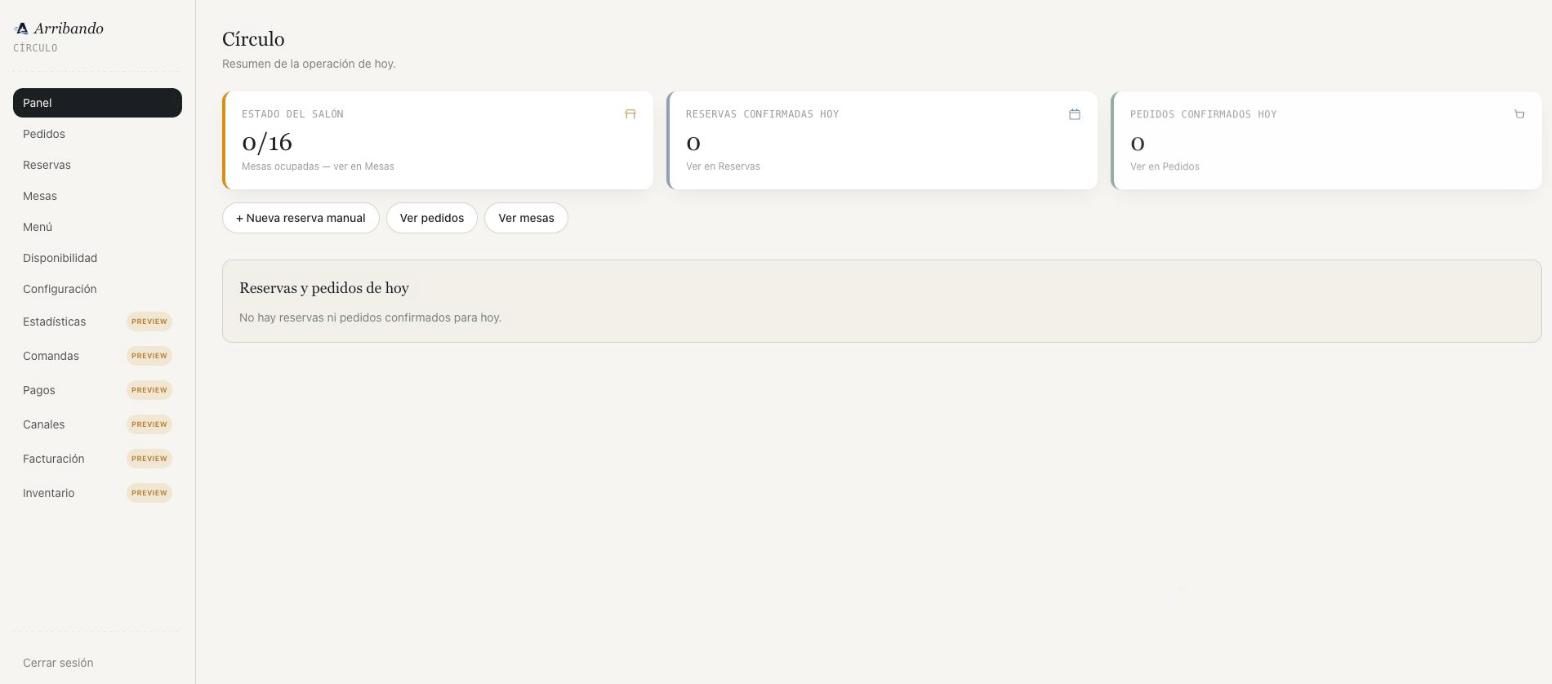 Arribando
CÍRCULO
Panel
Pedidos
Reservas
Mesas
Menú
Disponibilidad
Configuración
Estadísticas PREVIEW
Comandas PREVIEW
Pagos PREVIEW
Canales PREVIEW
Facturación PREVIEW
Inventario PREVIEW
Cerrar sesión
Círculo
Resumen de la operación de hoy.
ESTADO DEL SALÓN
0/16
Mesas ocupadas — ver en Mesas
RESERVAS CONFIRMADAS HOY
0
Ver en Reservas
PEDIDOS CONFIRMADOS HOY
0
Ver en Pedidos
+ Nueva reserva manual
Ver pedidos
Ver mesas
Reservas y pedidos de hoy
No hay reservas ni pedidos confirmados para hoy.